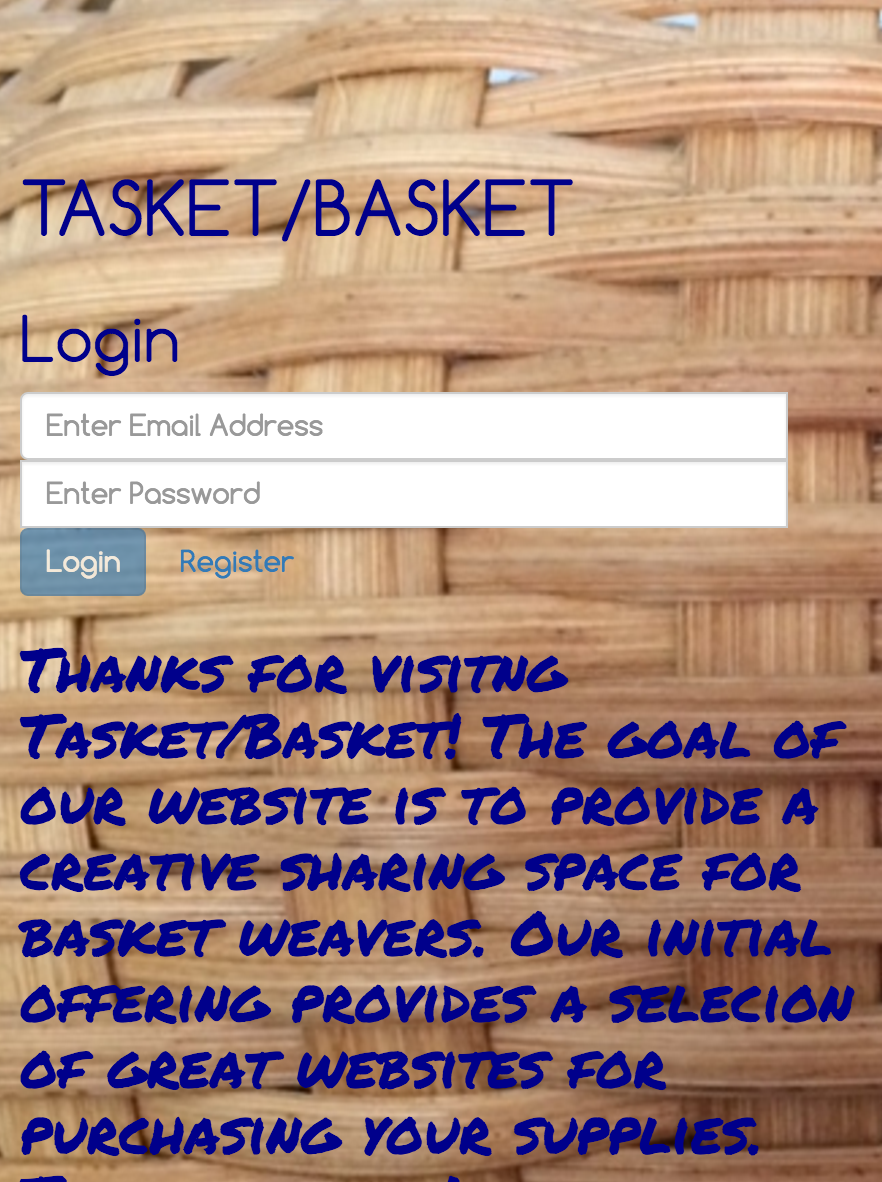 TASKET/BASKET
Login
Enter Email Address
Enter Password
Login Register
Thanks for visitng
Tasket/Basket! The goal of
our website is to provide a
creative sharing space for
basket weavers. Our initial
offering provides a selecion
of great websites for
purchasing your supplies.